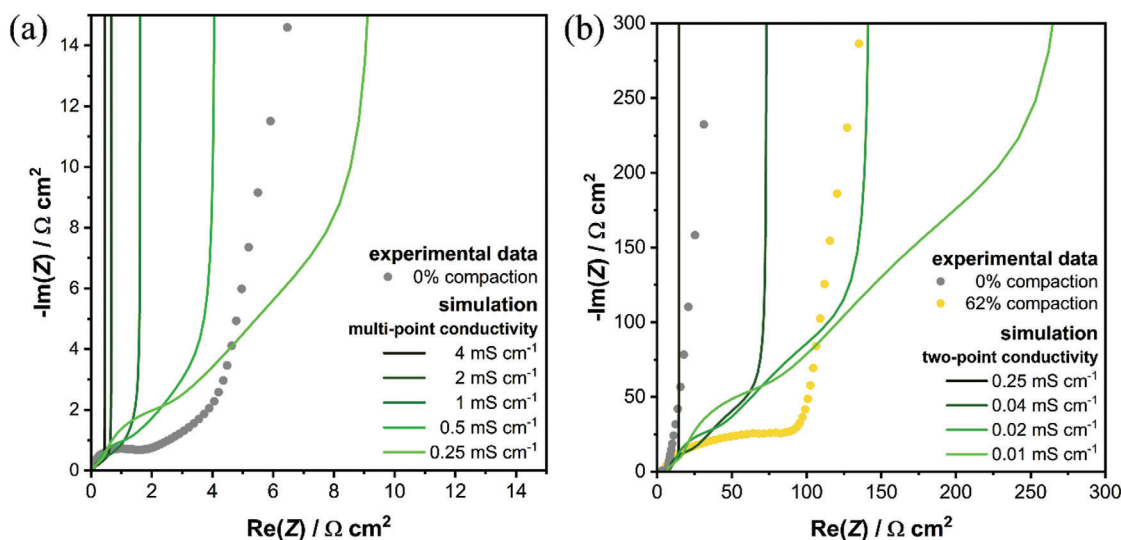 (a)
14
12
10
8
6
4
2
0
-Im(Z) / Ω cm²
experimental data
0% compaction
simulation
multi-point conductivity
4 mS cm⁻¹
2 mS cm⁻¹
1 mS cm⁻¹
0.5 mS cm⁻¹
0.25 mS cm⁻¹
0 2 4 6 8 10 12 14
Re(Z) / Ω cm²
(b)
300
250
200
150
100
50
0
-Im(Z) / Ω cm²
experimental data
0% compaction
62% compaction
simulation
two-point conductivity
0.25 mS cm⁻¹
0.04 mS cm⁻¹
0.02 mS cm⁻¹
0.01 mS cm⁻¹
0 50 100 150 200 250 300
Re(Z) / Ω cm²